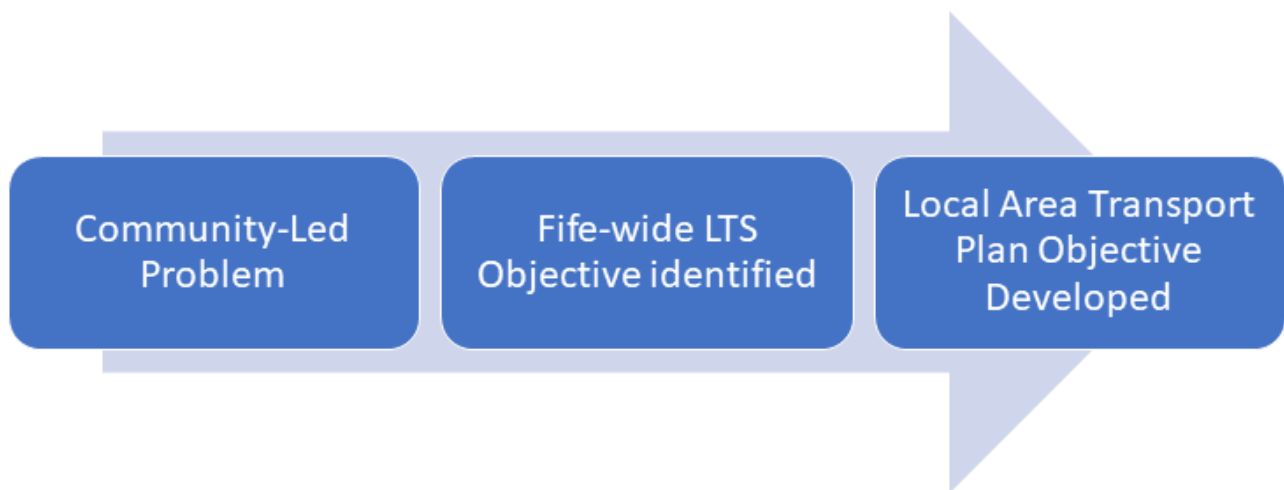 Community-Led
Problem
Fife-wide LTS
Objective identified
Local Area Transport
Plan Objective
Developed